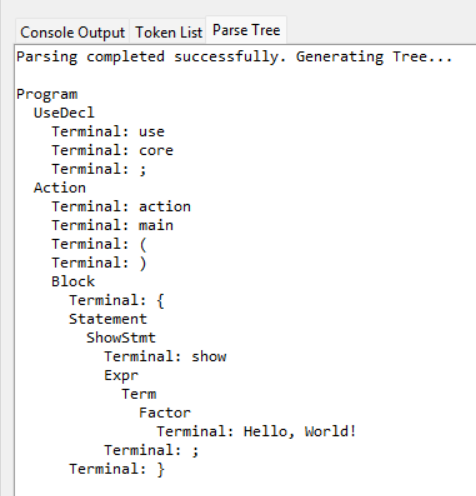 Console Output Token List Parse Tree
Parsing completed successfully. Generating Tree...
Program
  UseDecl
    Terminal: use
    Terminal: core
    Terminal: ;
  Action
    Terminal: action
    Terminal: main
    Terminal: (
    Terminal: )
    Block
      Terminal: {
      Statement
        ShowStmt
          Terminal: show
          Expr
            Term
              Factor
                Terminal: Hello, World!
          Terminal: ;
      Terminal: }